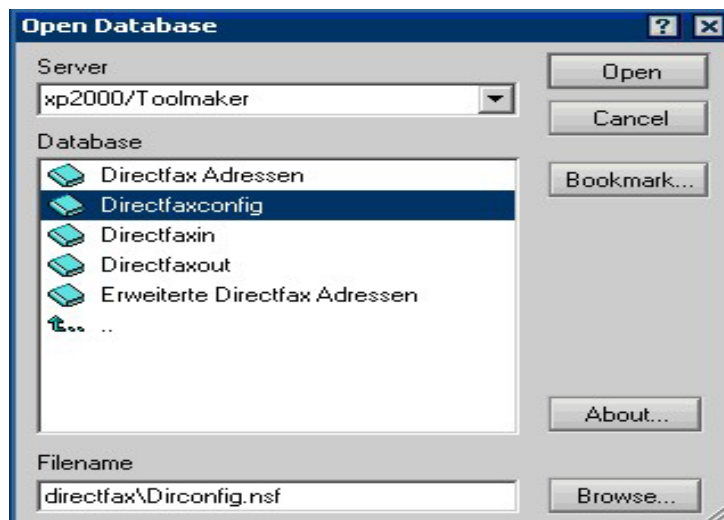 Open Database
Server
xp2000/Toolmaker
Database
Directfax Adressen
Directfaxconfig
Directfaxin
Directfaxout
Erweiterte Directfax Adressen
..
Filename
directfax\Dirconfig.nsf
Open
Cancel
Bookmark...
About...
Browse...